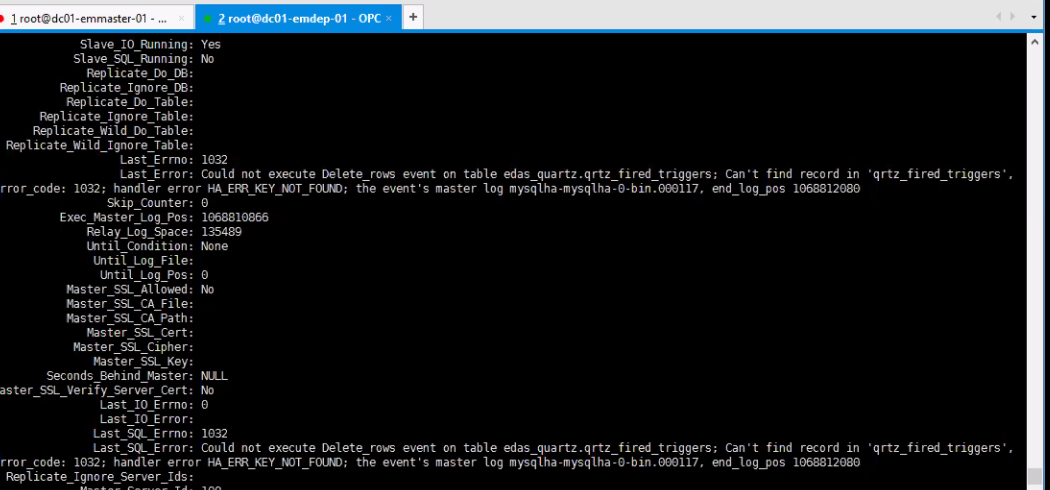 1 root@dc01-emmaster-01 - ... ×
2 root@dc01-emdep-01 - OPC ×
+
Slave_IO_Running: Yes
Slave_SQL_Running: No
Replicate_Do_DB:
Replicate_Ignore_DB:
Replicate_Do_Table:
Replicate_Ignore_Table:
Replicate_Wild_Do_Table:
Replicate_Wild_Ignore_Table:
Last_Errno: 1032
Last_Error: Could not execute Delete_rows event on table edas_quartz.qrtz_fired_triggers; Can't find record in 'qrtz_fired_triggers',
rror_code: 1032; handler error HA_ERR_KEY_NOT_FOUND; the event's master log mysqlha-mysqlha-0-bin.000117, end_log_pos 1068812080
Skip_Counter: 0
Exec_Master_Log_Pos: 1068810866
Relay_Log_Space: 135489
Until_Condition: None
Until_Log_File:
Until_Log_Pos: 0
Master_SSL_Allowed: No
Master_SSL_CA_File:
Master_SSL_CA_Path:
Master_SSL_Cert:
Master_SSL_Cipher:
Master_SSL_Key:
Seconds_Behind_Master: NULL
aster_SSL_Verify_Server_Cert: No
Last_IO_Errno: 0
Last_IO_Error:
Last_SQL_Errno: 1032
Last_SQL_Error: Could not execute Delete_rows event on table edas_quartz.qrtz_fired_triggers; Can't find record in 'qrtz_fired_triggers',
rror_code: 1032; handler error HA_ERR_KEY_NOT_FOUND; the event's master log mysqlha-mysqlha-0-bin.000117, end_log_pos 1068812080
Replicate_Ignore_Server_Ids:
Master_Server_Id: 100